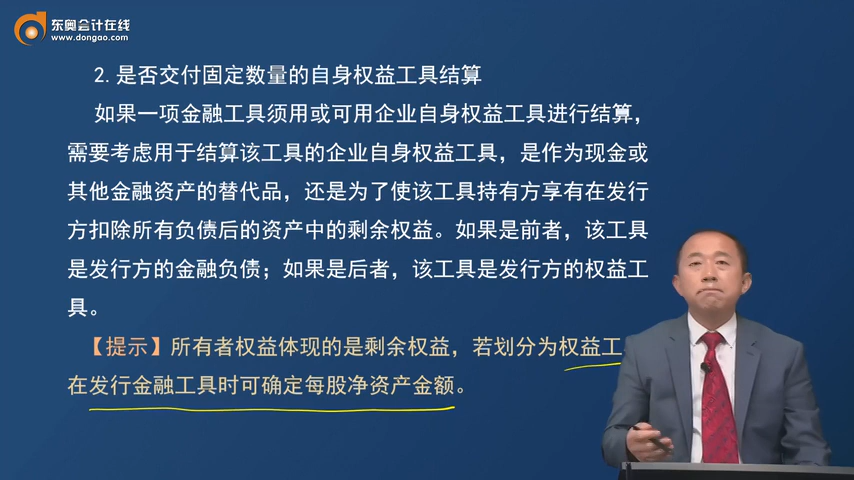 东奥会计在线
www.dongao.com
2.是否交付固定数量的自身权益工具结算
如果一项金融工具须用或可用企业自身权益工具进行结算，
需要考虑用于结算该工具的企业自身权益工具，是作为现金或
其他金融资产的替代品，还是为了使该工具持有方享有在发行
方扣除所有负债后的资产中的剩余权益。如果是前者，该工具
是发行方的金融负债；如果是后者，该工具是发行方的权益工
具。
【提示】所有者权益体现的是剩余权益，若划分为权益工
在发行金融工具时可确定每股净资产金额。